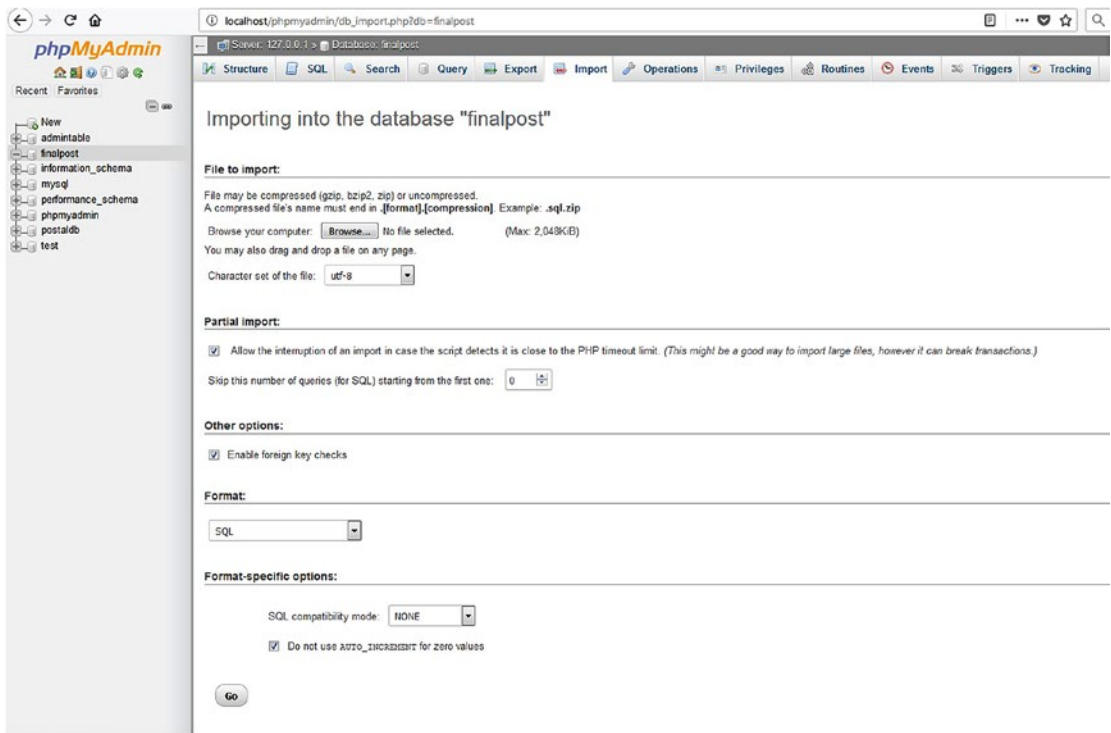 localhost/phpmyadmin/db_import.php?db=finalpost
phpMyAdmin
Recent Favorites
New
admintable
finalpost
information_schema
mysql
performance_schema
phpmyadmin
postaldb
test
Server: 127.0.0.1 » Database: finalpost
Structure SQL Search Query Export Import Operations Privileges Routines Events Triggers Tracking
Importing into the database "finalpost"
File to import:
File may be compressed (gzip, bzip2, zip) or uncompressed.
A compressed file's name must end in .[format].[compression]. Example: .sql.zip
Browse your computer: Browse... No file selected. (Max: 2,048KiB)
You may also drag and drop a file on any page.
Character set of the file: utf-8
Partial import:
Allow the interruption of an import in case the script detects it is close to the PHP timeout limit. (This might be a good way to import large files, however it can break transactions.)
Skip this number of queries (for SQL) starting from the first one: 0
Other options:
Enable foreign key checks
Format:
SQL
Format-specific options:
SQL compatibility mode: NONE
Do not use AUTO_INCREMENT for zero values
Go